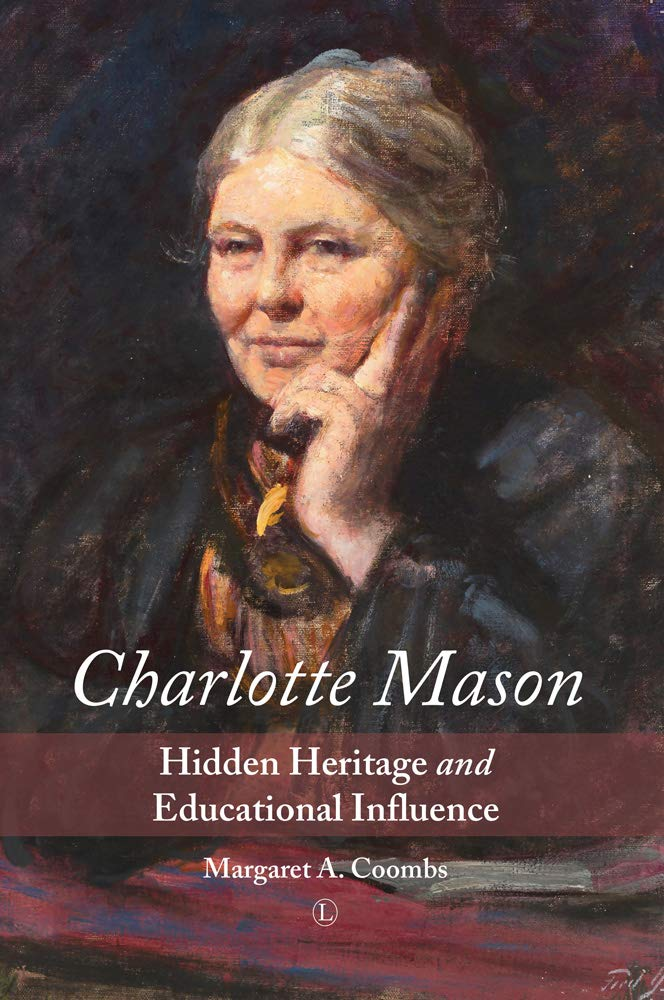 Charlotte Mason
Hidden Heritage and
Educational Influence
Margaret A. Coombs
L